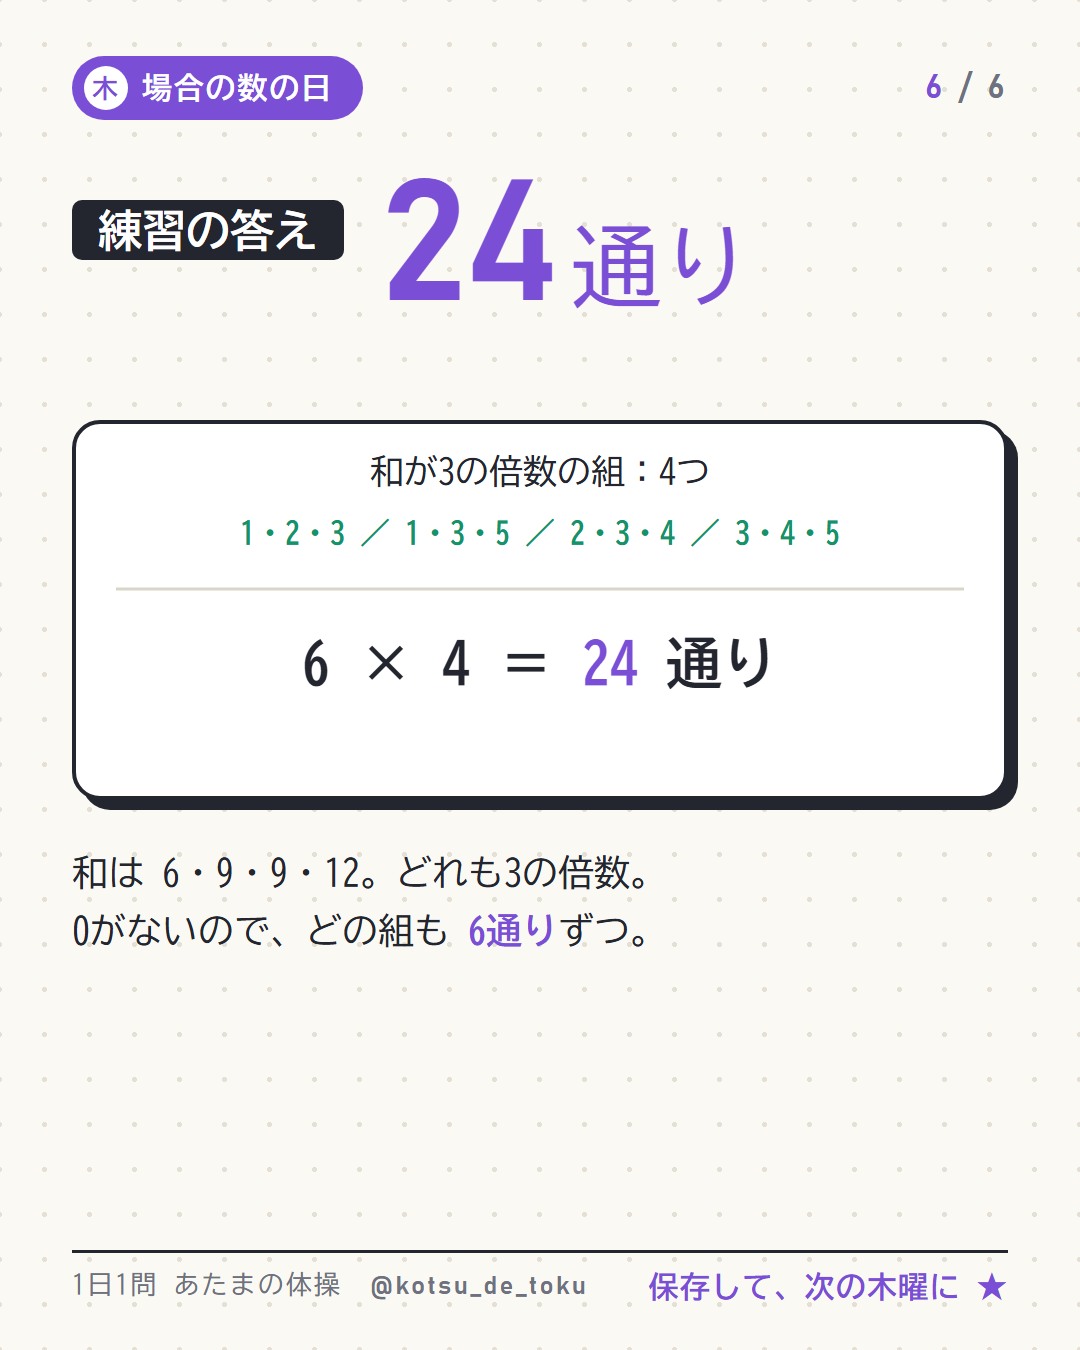 木 場合の数の日
6 / 6
練習の答え 24 通り
和が3の倍数の組：4つ
1・2・3 ／ 1・3・5 ／ 2・3・4 ／ 3・4・5
6 × 4 = 24 通り
和は 6・9・9・12。どれも3の倍数。
0がないので、どの組も 6通りずつ。
1日1問 あたまの体操 @kotsu_de_toku 保存して、次の木曜に ★